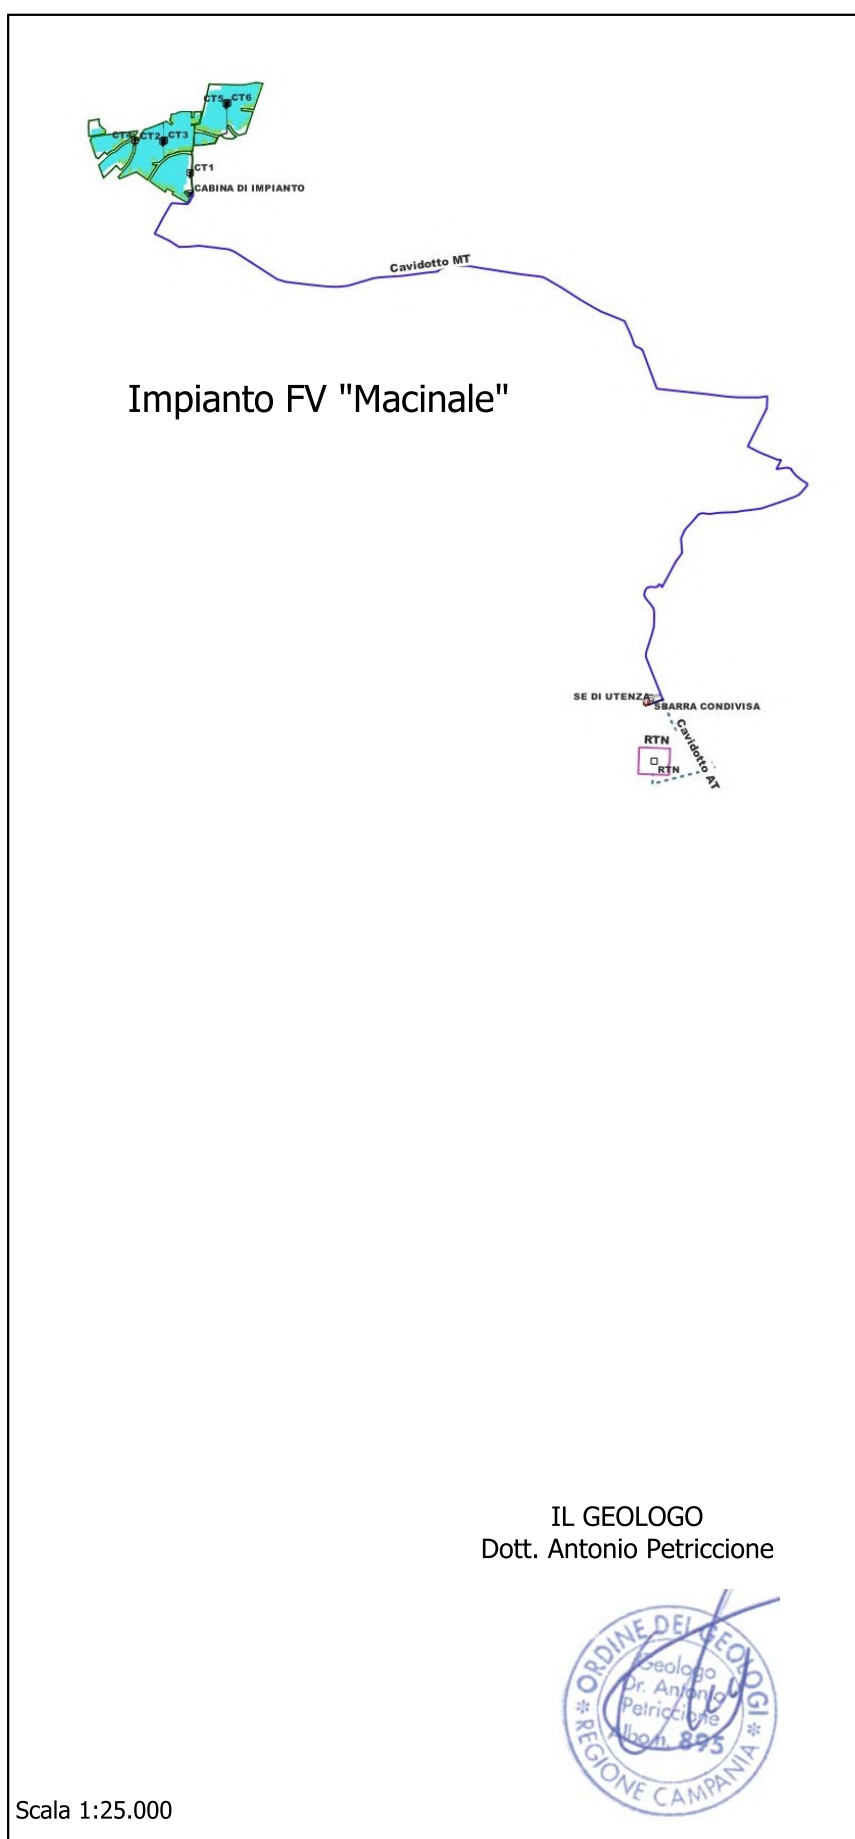 CT5 CT6
CT4 CT2 CT3
CT1
CABINA DI IMPIANTO
Cavidotto MT
Impianto FV "Macinale"
SE DI UTENZA
SBARRA CONDIVISA
Cavidotto AT
RTN
RTN
IL GEOLOGO
Dott. Antonio Petriccione
ORDINE DEI GEOLOGI
Geologo
Dr. Antonio
Petriccione
Albo n. 895
* REGIONE CAMPANIA *
Scala 1:25.000